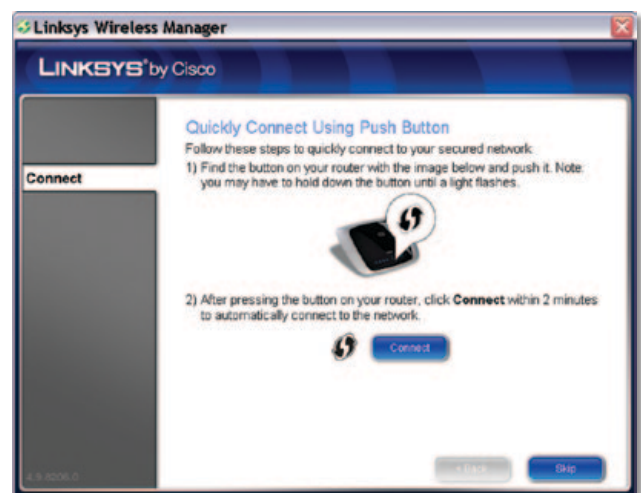 Linksys Wireless Manager
LINKSYS® by Cisco
Quickly Connect Using Push Button
Follow these steps to quickly connect to your secured network
Connect
1) Find the button on your router with the image below and push it. Note:
you may have to hold down the button until a light flashes.
2) After pressing the button on your router, click Connect within 2 minutes
to automatically connect to the network.
Connect
< Back
Skip